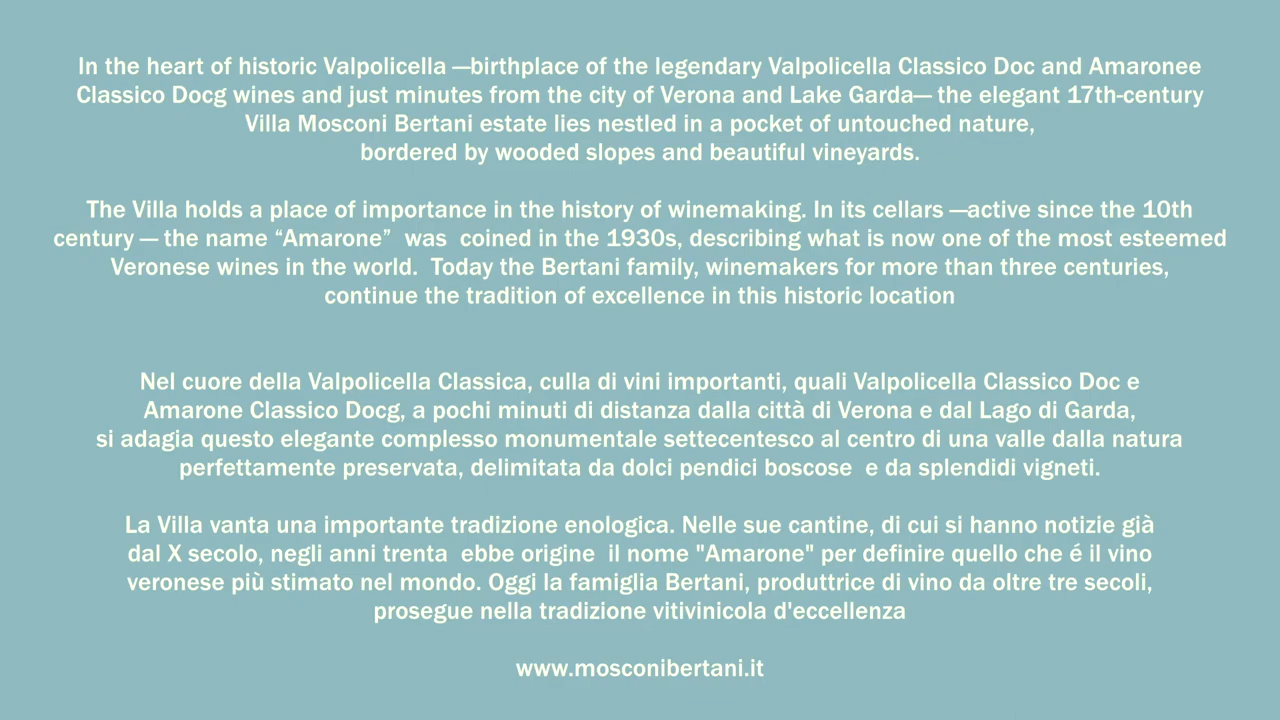 In the heart of historic Valpolicella —birthplace of the legendary Valpolicella Classico Doc and Amaronee
Classico Docg wines and just minutes from the city of Verona and Lake Garda— the elegant 17th-century
Villa Mosconi Bertani estate lies nestled in a pocket of untouched nature,
bordered by wooded slopes and beautiful vineyards.
The Villa holds a place of importance in the history of winemaking. In its cellars —active since the 10th
century — the name “Amarone”  was  coined in the 1930s, describing what is now one of the most esteemed
Veronese wines in the world.  Today the Bertani family, winemakers for more than three centuries,
continue the tradition of excellence in this historic location
Nel cuore della Valpolicella Classica, culla di vini importanti, quali Valpolicella Classico Doc e
Amarone Classico Docg, a pochi minuti di distanza dalla città di Verona e dal Lago di Garda,
si adagia questo elegante complesso monumentale settecentesco al centro di una valle dalla natura
perfettamente preservata, delimitata da dolci pendici boscose  e da splendidi vigneti.
La Villa vanta una importante tradizione enologica. Nelle sue cantine, di cui si hanno notizie già
dal X secolo, negli anni trenta  ebbe origine  il nome "Amarone" per definire quello che é il vino
veronese più stimato nel mondo. Oggi la famiglia Bertani, produttrice di vino da oltre tre secoli,
prosegue nella tradizione vitivinicola d'eccellenza
www.mosconibertani.it